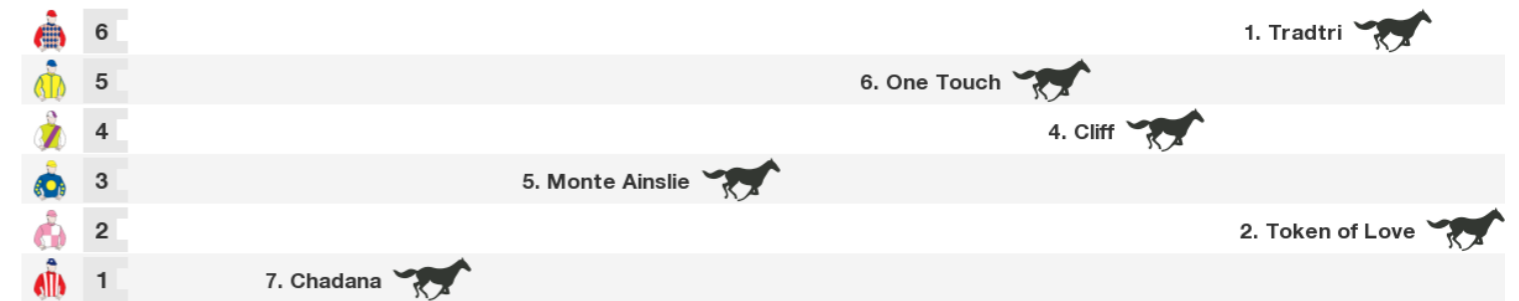 6 1. Tradtri
5 6. One Touch
4 4. Cliff
3 5. Monte Ainslie
2 2. Token of Love
1 7. Chadana